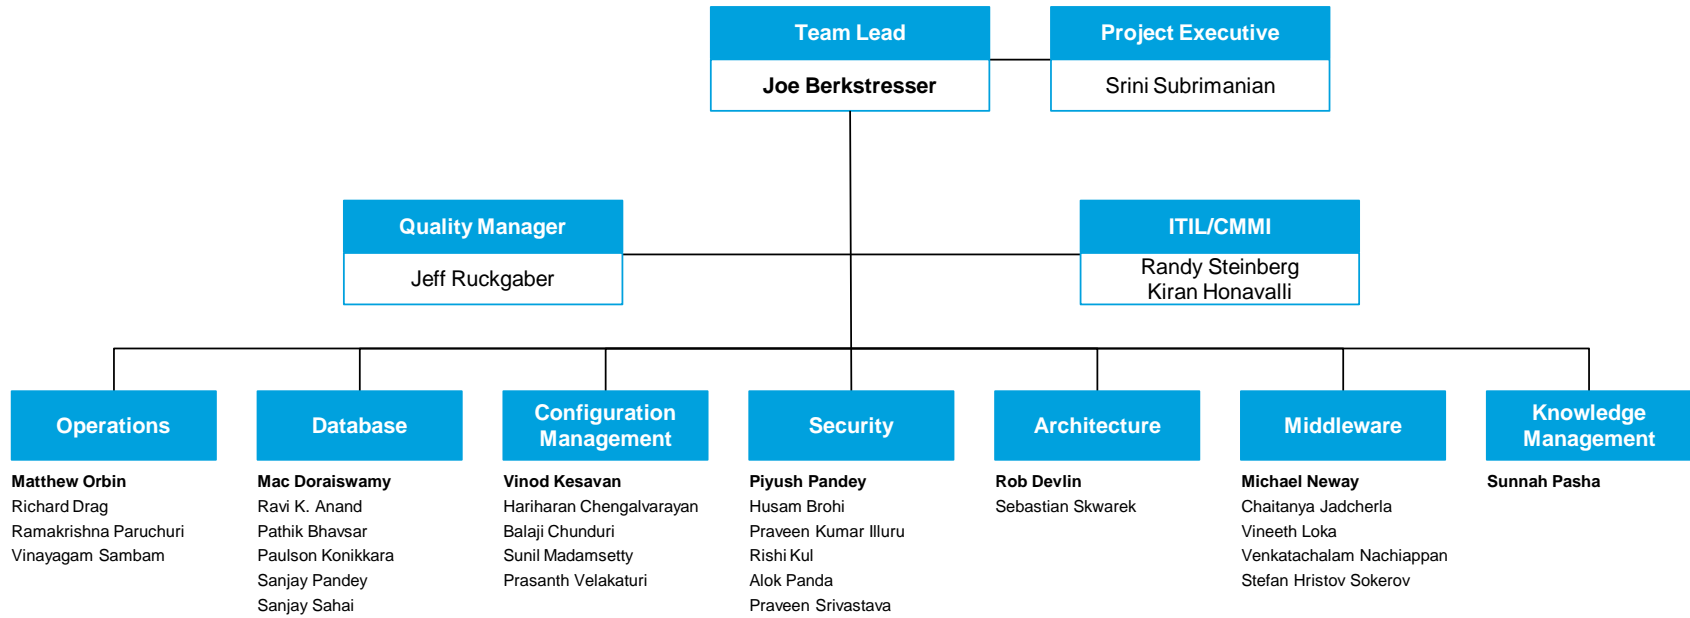 Team Lead
Joe Berkstresser
Project Executive
Srini Subrimanian
Quality Manager
Jeff Ruckgaber
ITIL/CMMI
Randy Steinberg
Kiran Honavalli
Operations
Matthew Orbin
Richard Drag
Ramakrishna Paruchuri
Vinayagam Sambam
Database
Mac Doraiswamy
Ravi K. Anand
Pathik Bhavsar
Paulson Konikkara
Sanjay Pandey
Sanjay Sahai
Configuration
Management
Vinod Kesavan
Hariharan Chengalvarayan
Balaji Chunduri
Sunil Madamsetty
Prasanth Velakaturi
Security
Piyush Pandey
Husam Brohi
Praveen Kumar Illuru
Rishi Kul
Alok Panda
Praveen Srivastava
Architecture
Rob Devlin
Sebastian Skwarek
Middleware
Michael Neway
Chaitanya Jadcherla
Vineeth Loka
Venkatachalam Nachiappan
Stefan Hristov Sokerov
Knowledge
Management
Sunnah Pasha